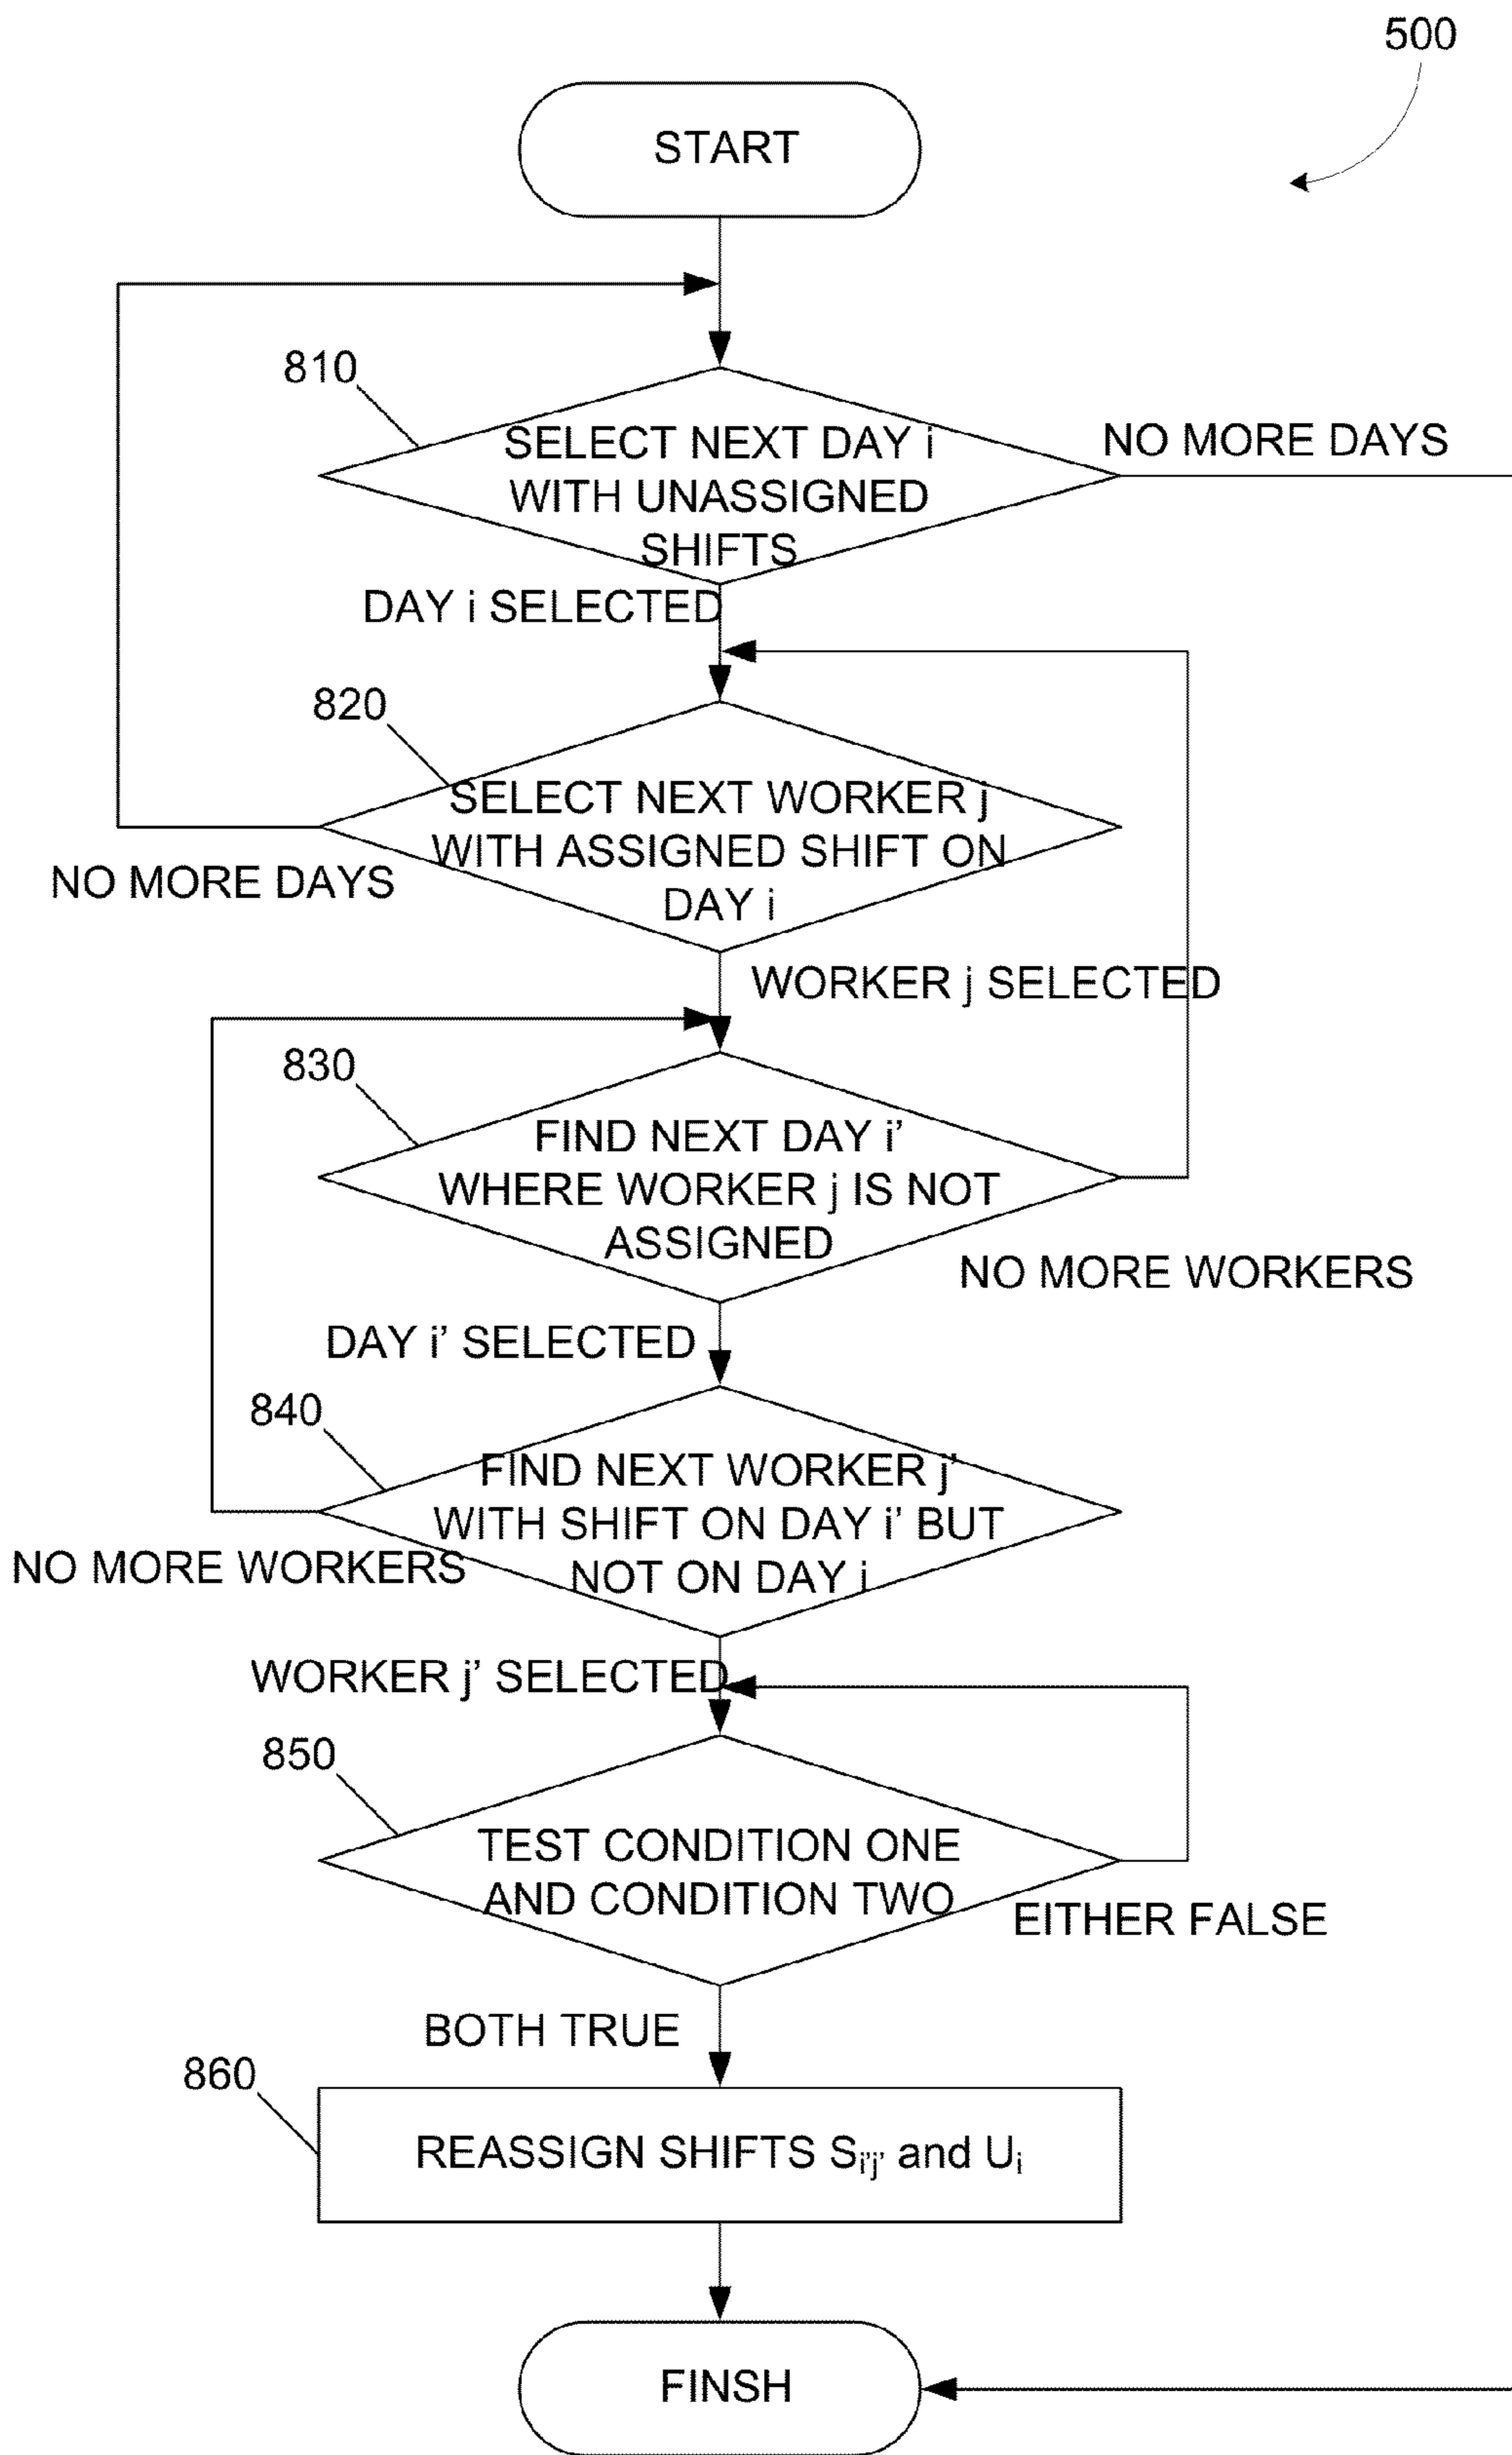 500
START
810
SELECT NEXT DAY i
WITH UNASSIGNED
SHIFTS
NO MORE DAYS
DAY i SELECTED
820
SELECT NEXT WORKER j
WITH ASSIGNED SHIFT ON
DAY i
NO MORE DAYS
WORKER j SELECTED
830
FIND NEXT DAY i’
WHERE WORKER j IS NOT
ASSIGNED
NO MORE WORKERS
DAY i’ SELECTED
840
FIND NEXT WORKER j’
WITH SHIFT ON DAY i’ BUT
NOT ON DAY i
NO MORE WORKERS
WORKER j’ SELECTED
850
TEST CONDITION ONE
AND CONDITION TWO
EITHER FALSE
BOTH TRUE
860
REASSIGN SHIFTS Si’j’ and Ui
FINSH